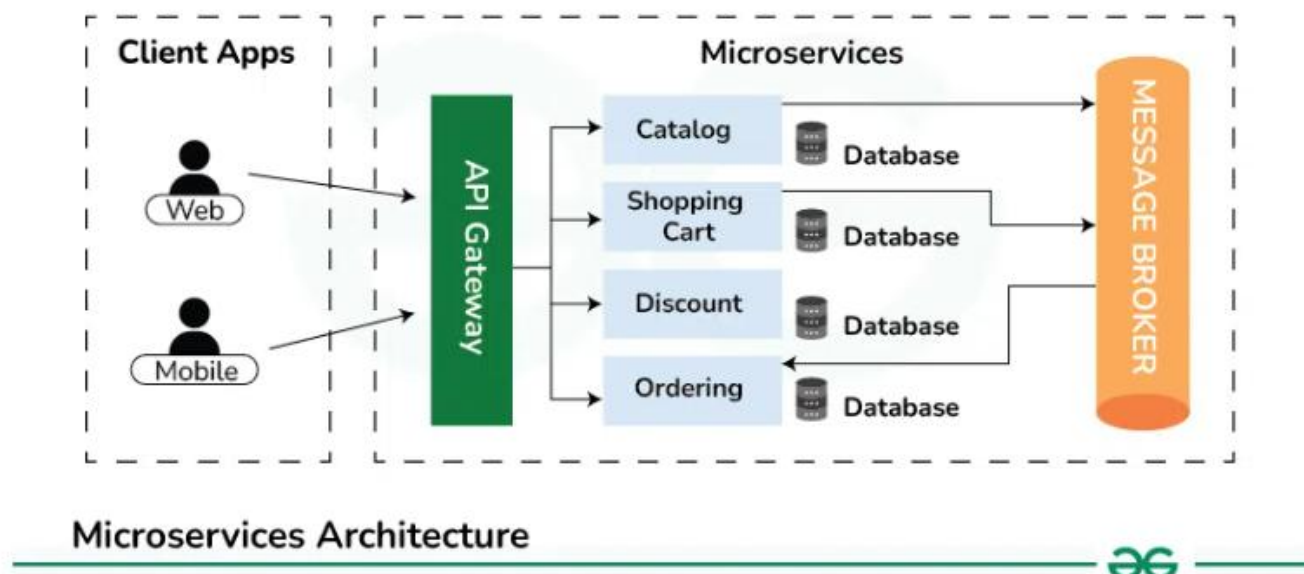 Client Apps
Web
Mobile
Microservices
API Gateway
Catalog
Database
Shopping
Cart
Database
Discount
Database
Ordering
Database
MESSAGE BROKER
Microservices Architecture